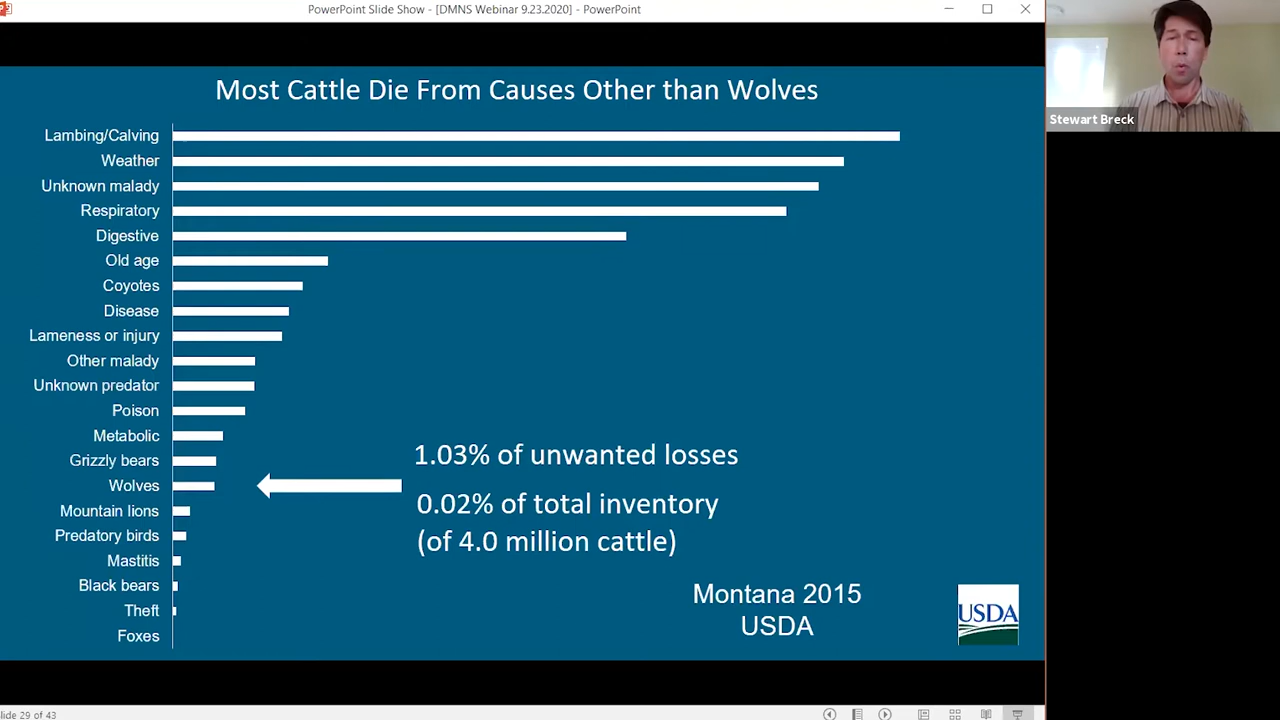 PowerPoint Slide Show - [DMNS Webinar 9.23.2020] - PowerPoint
Most Cattle Die From Causes Other than Wolves
Lambing/Calving
Weather
Unknown malady
Respiratory
Digestive
Old age
Coyotes
Disease
Lameness or injury
Other malady
Unknown predator
Poison
Metabolic
Grizzly bears
Wolves
Mountain lions
Predatory birds
Mastitis
Black bears
Theft
Foxes
1.03% of unwanted losses
0.02% of total inventory
(of 4.0 million cattle)
Montana 2015
USDA
USDA
Stewart Breck
Slide 29 of 43